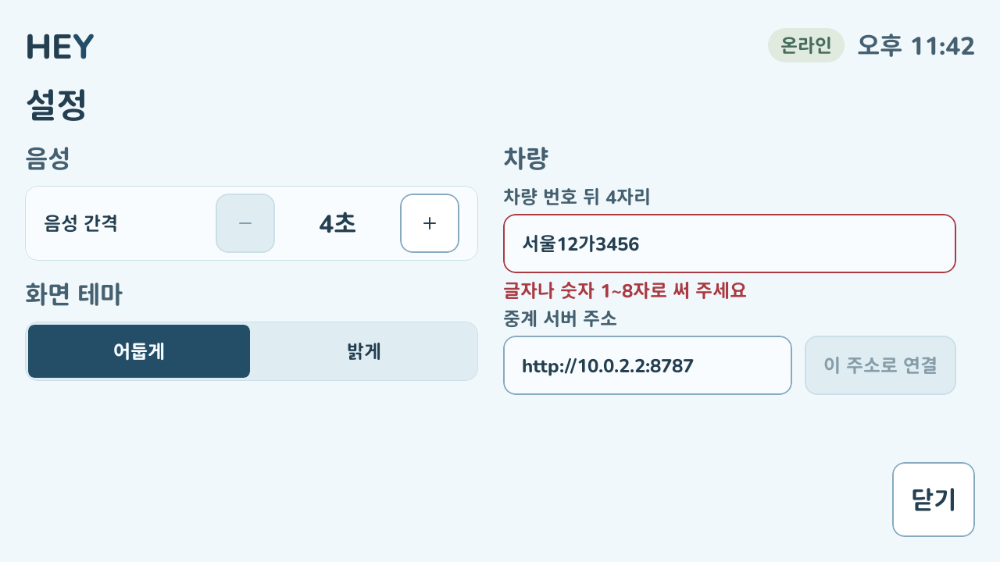 HEY
온라인 오후 11:42
설정
음성
음성 간격 − 4초 +
화면 테마
어둡게 밝게
차량
차량 번호 뒤 4자리
서울12가3456
글자나 숫자 1~8자로 써 주세요
중계 서버 주소
http://10.0.2.2:8787 이 주소로 연결
닫기